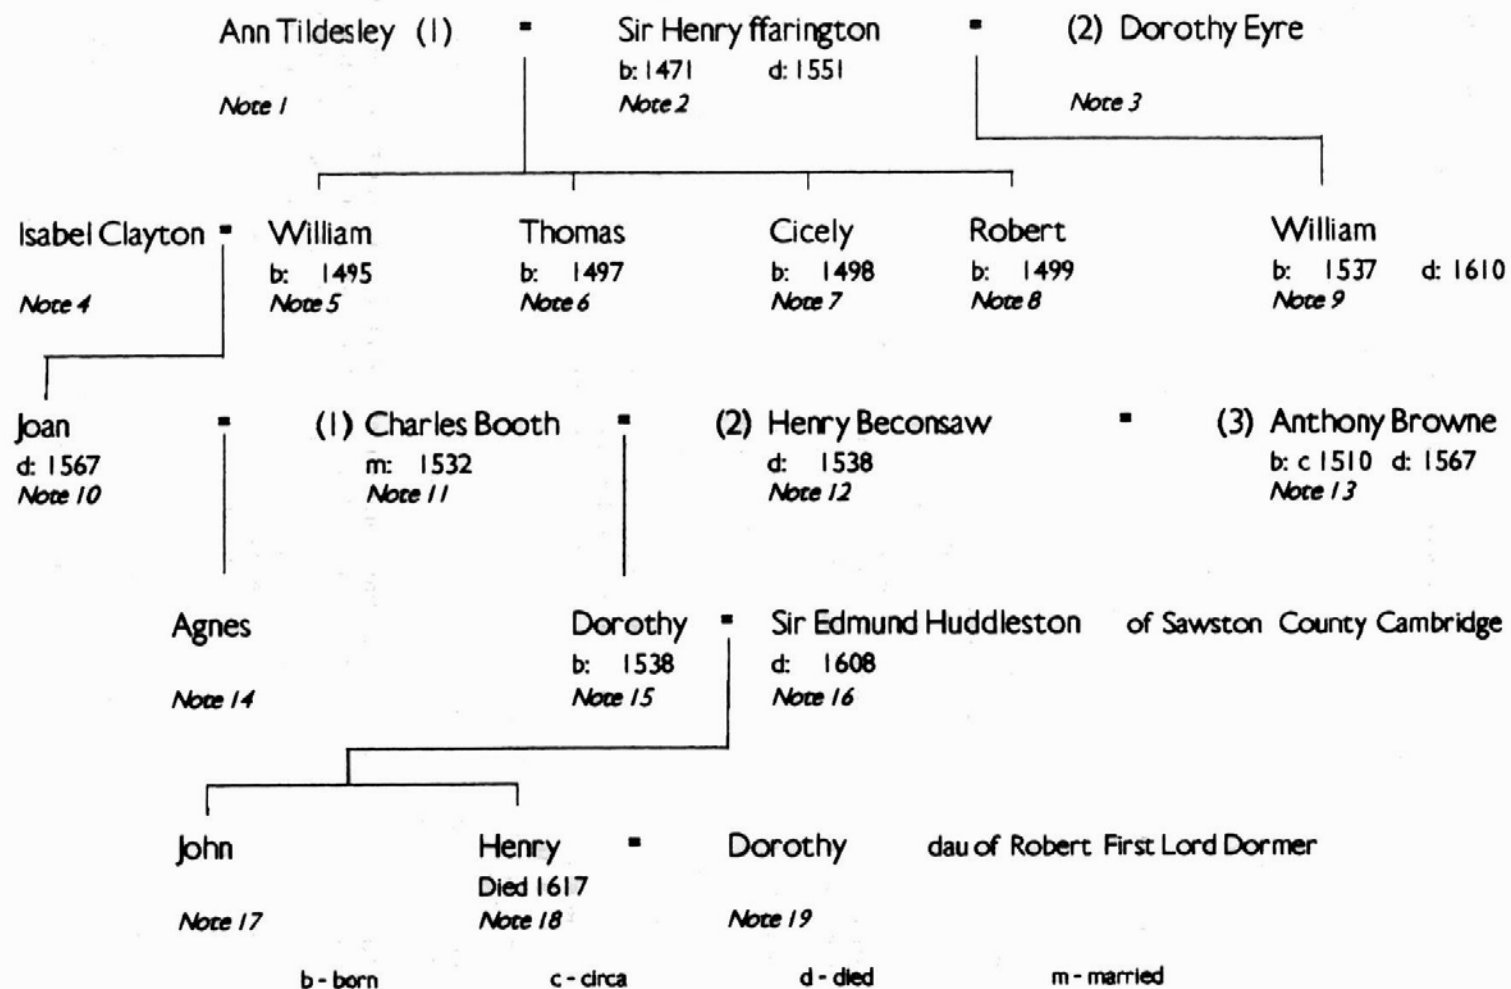 Ann Tildesley (1) = Sir Henry ffarington = (2) Dorothy Eyre
b: 1471 d: 1551
Note 1 Note 2 Note 3
Isabel Clayton = William Thomas Cicely Robert William
b: 1495 b: 1497 b: 1498 b: 1499 b: 1537 d: 1610
Note 4 Note 5 Note 6 Note 7 Note 8 Note 9
Joan = (1) Charles Booth = (2) Henry Beconsaw = (3) Anthony Browne
d: 1567 m: 1532 d: 1538 b: c 1510 d: 1567
Note 10 Note 11 Note 12 Note 13
Agnes Dorothy = Sir Edmund Huddleston of Sawston County Cambridge
b: 1538 d: 1608
Note 14 Note 15 Note 16
John Henry = Dorothy dau of Robert First Lord Dormer
Died 1617
Note 17 Note 18 Note 19
b - born c - circa d - died m - married